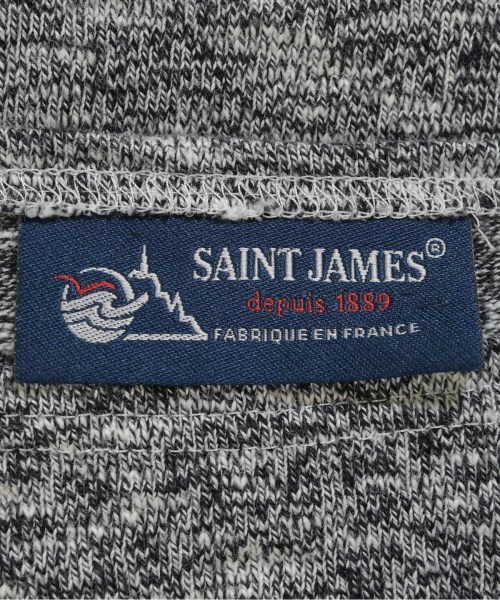 SAINT JAMES®
depuis 1889
FABRIQUE EN FRANCE